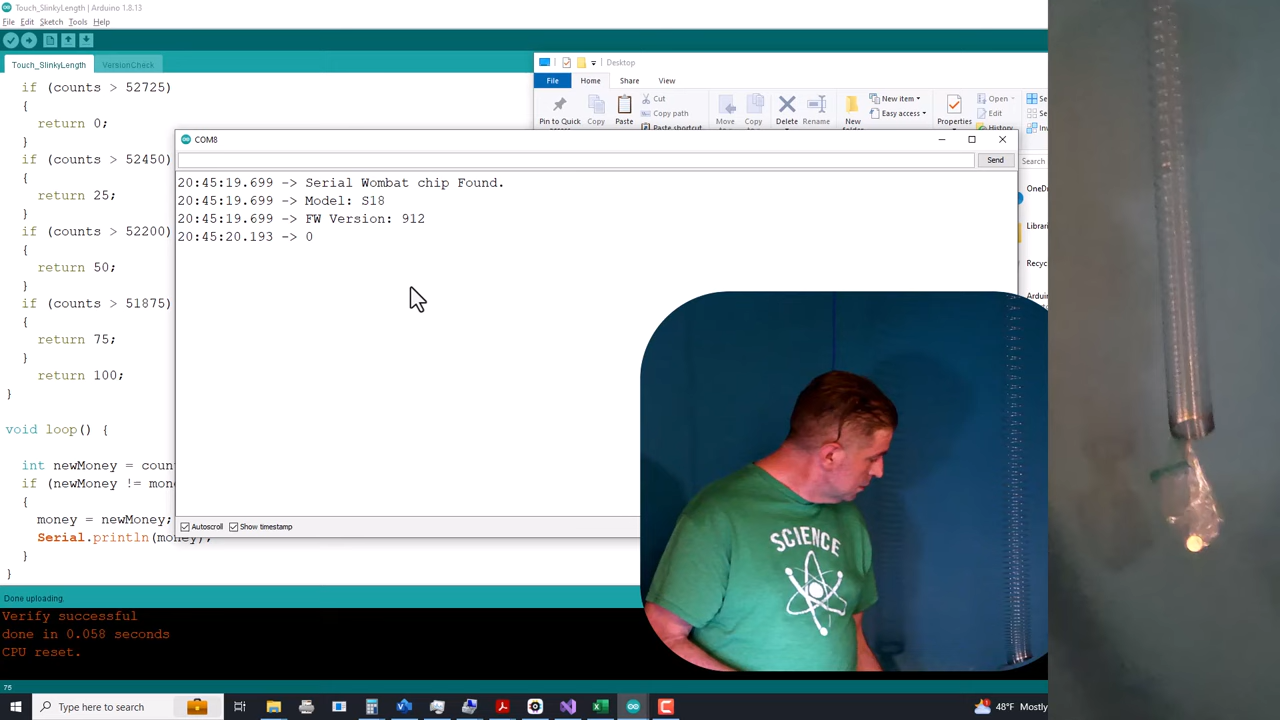 Touch_SlinkyLength | Arduino 1.8.13
File Edit Sketch Tools Help
Touch_SlinkyLength VersionCheck
Desktop
File Home Share View
Pin to Quick Copy Paste Cut Copy path Paste shortcut Move Copy Delete Rename New New item Easy access Properties Open Edit History
COM8
Send
Search
20:45:19.699 -> Serial Wombat chip Found.
20:45:19.699 -> Model: S18
20:45:19.699 -> FW Version: 912
20:45:20.193 -> 0
Autoscroll Show timestamp
if (counts > 52725)
{
return 0;
}
if (counts > 52450)
{
return 25;
}
if (counts > 52200)
{
return 50;
}
if (counts > 51875)
{
return 75;
}
return 100;
}
void loop() {
int newMoney = coun
if (newMoney != mon
{
money = newMoney;
Serial.println(money);
}
}
OneD
Librari
Recyc
SCIENCE
Done uploading.
Verify successful
done in 0.058 seconds
CPU reset.
75
Type here to search
48°F Mostly